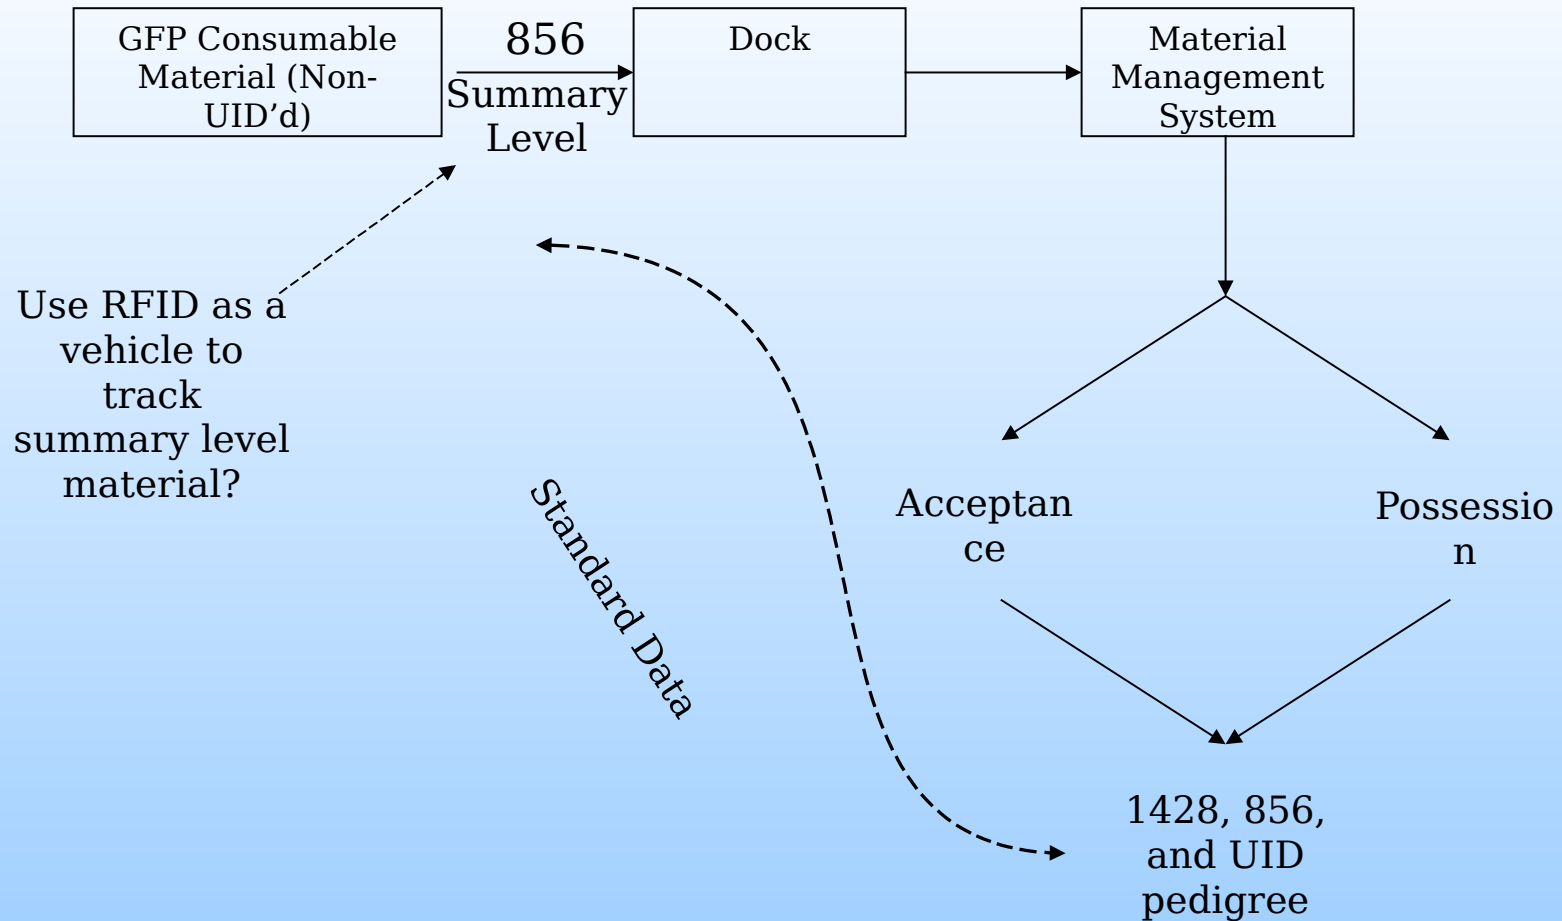 GFP Consumable
Material (Non-
UID’d)
856
Summary
Level
Dock
Material
Management
System
Use RFID as a
vehicle to
track
summary level
material?
Standard Data
Acceptan
ce
Possessio
n
1428, 856,
and UID
pedigree